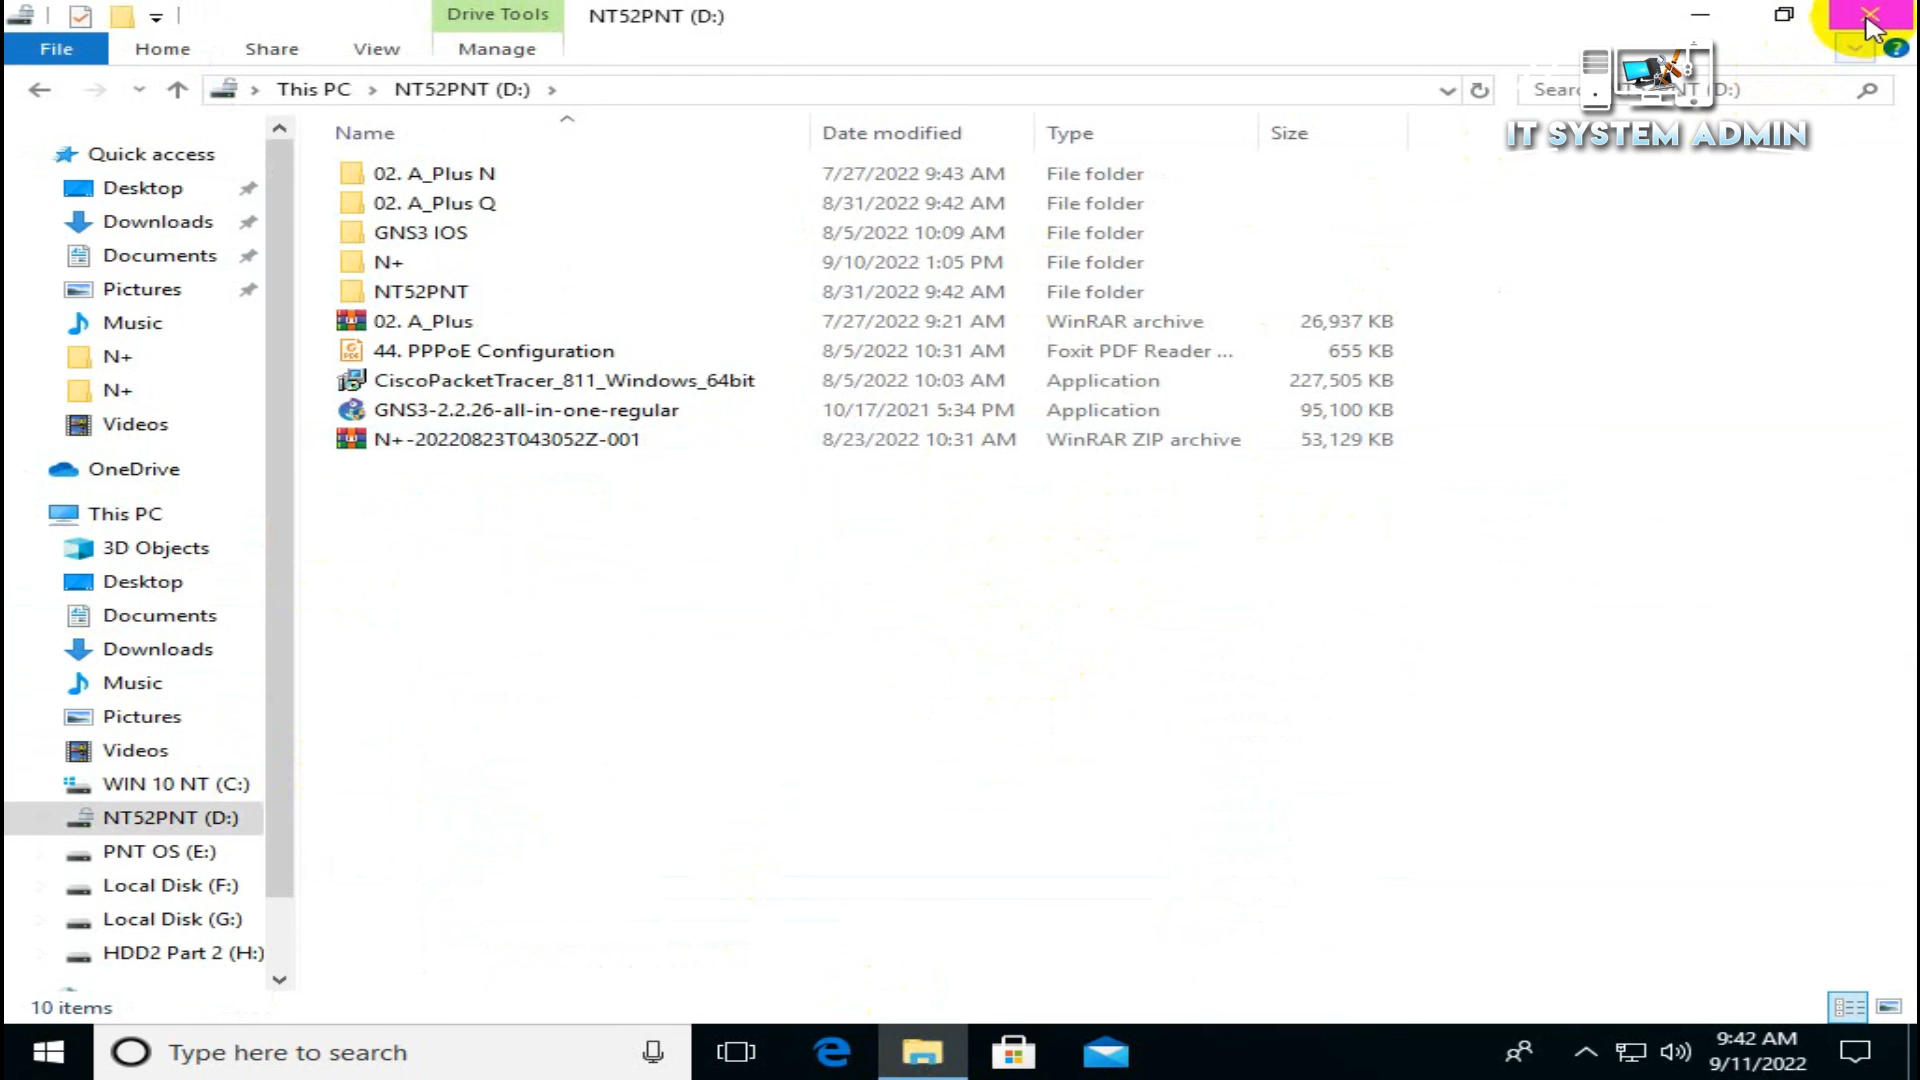 Drive Tools
NT52PNT (D:)
File
Home
Share
View
Manage
This PC
NT52PNT (D:)
IT SYSTEM ADMIN
Name
Date modified
Type
Size
Quick access
Desktop
Downloads
Documents
Pictures
Music
N+
N+
Videos
OneDrive
This PC
3D Objects
Desktop
Documents
Downloads
Music
Pictures
Videos
WIN 10 NT (C:)
NT52PNT (D:)
PNT OS (E:)
Local Disk (F:)
Local Disk (G:)
HDD2 Part 2 (H:)
02. A_Plus N 7/27/2022 9:43 AM File folder
02. A_Plus Q 8/31/2022 9:42 AM File folder
GNS3 IOS 8/5/2022 10:09 AM File folder
N+ 9/10/2022 1:05 PM File folder
NT52PNT 8/31/2022 9:42 AM File folder
02. A_Plus 7/27/2022 9:21 AM WinRAR archive 26,937 KB
44. PPPoE Configuration 8/5/2022 10:31 AM Foxit PDF Reader ... 655 KB
CiscoPacketTracer_811_Windows_64bit 8/5/2022 10:03 AM Application 227,505 KB
GNS3-2.2.26-all-in-one-regular 10/17/2021 5:34 PM Application 95,100 KB
N+-20220823T043052Z-001 8/23/2022 10:31 AM WinRAR ZIP archive 53,129 KB
10 items
Type here to search
9:42 AM
9/11/2022